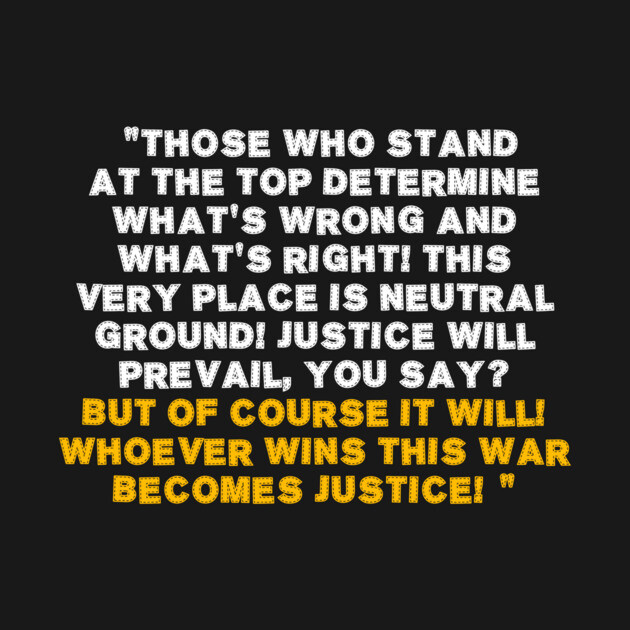 "THOSE WHO STAND
AT THE TOP DETERMINE
WHAT'S WRONG AND
WHAT'S RIGHT! THIS
VERY PLACE IS NEUTRAL
GROUND! JUSTICE WILL
PREVAIL, YOU SAY?
BUT OF COURSE IT WILL!
WHOEVER WINS THIS WAR
BECOMES JUSTICE! "